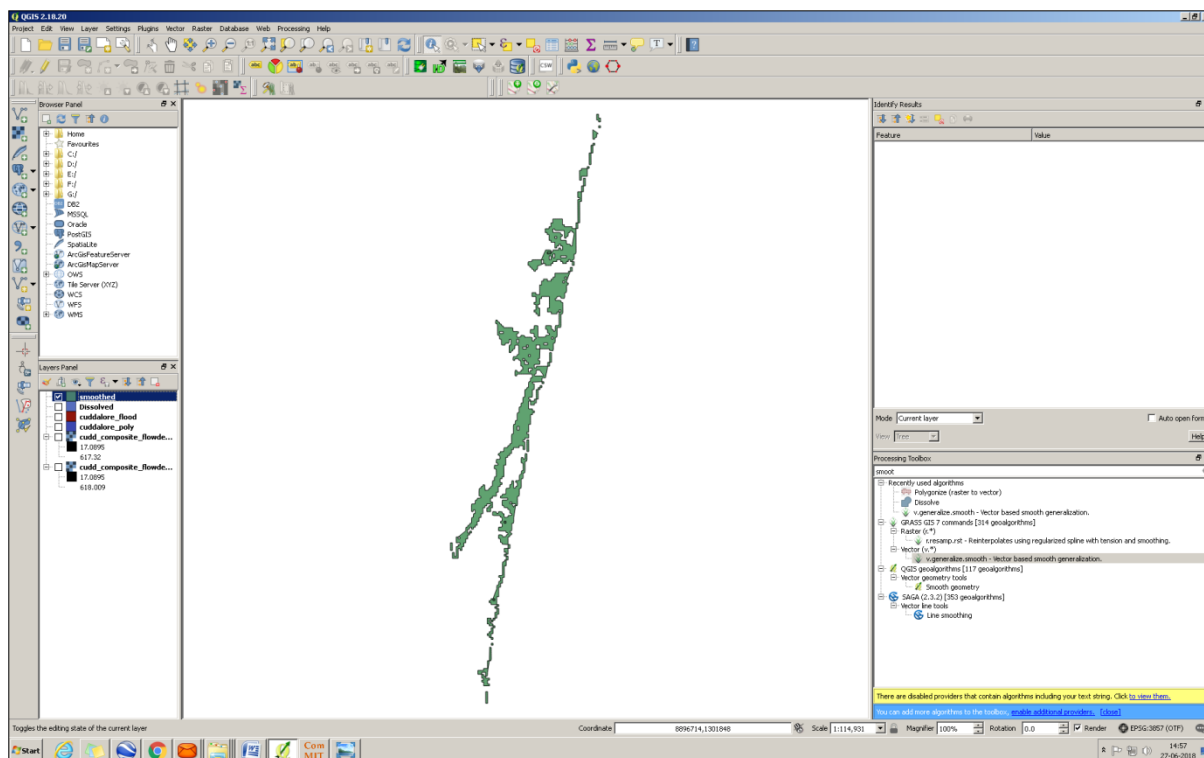 QGIS 2.18.20
Project Edit View Layer Settings Plugins Vector Raster Database Web Processing Help
CSW
Browser Panel
Home
Favourites
C:/
D:/
E:/
F:/
G:/
DB2
MSSQL
Oracle
PostGIS
SpatiaLite
ArcGisFeatureServer
ArcGisMapServer
OWS
Tile Server (XYZ)
WCS
WFS
WMS
Layers Panel
smoothed
Dissolved
cuddalore_flood
cuddalore_poly
cudd_composite_flowde...
17.0895
617.32
cudd_composite_flowde...
17.0895
618.009
Identify Results
Feature Value
Mode Current layer Auto open form
View Tree Help
Processing Toolbox
smoot
Recently used algorithms
Polygonize (raster to vector)
Dissolve
v.generalize.smooth - Vector based smooth generalization.
GRASS GIS 7 commands [314 geoalgorithms]
Raster (r.*)
r.resamp.rst - Reinterpolates using regularized spline with tension and smoothing.
Vector (v.*)
v.generalize.smooth - Vector based smooth generalization.
QGIS geoalgorithms [117 geoalgorithms]
Vector geometry tools
Smooth geometry
SAGA (2.3.2) [353 geoalgorithms]
Vector line tools
Line smoothing
There are disabled providers that contain algorithms including your text string. Click to view them.
You can add more algorithms to the toolbox, enable additional providers. [close]
Toggles the editing state of the current layer Coordinate 8896714,1301848 Scale 1:114,931 Magnifier 100% Rotation 0.0 Render EPSG:3857 (OTF)
Start Com MIT 14:57
27-06-2018